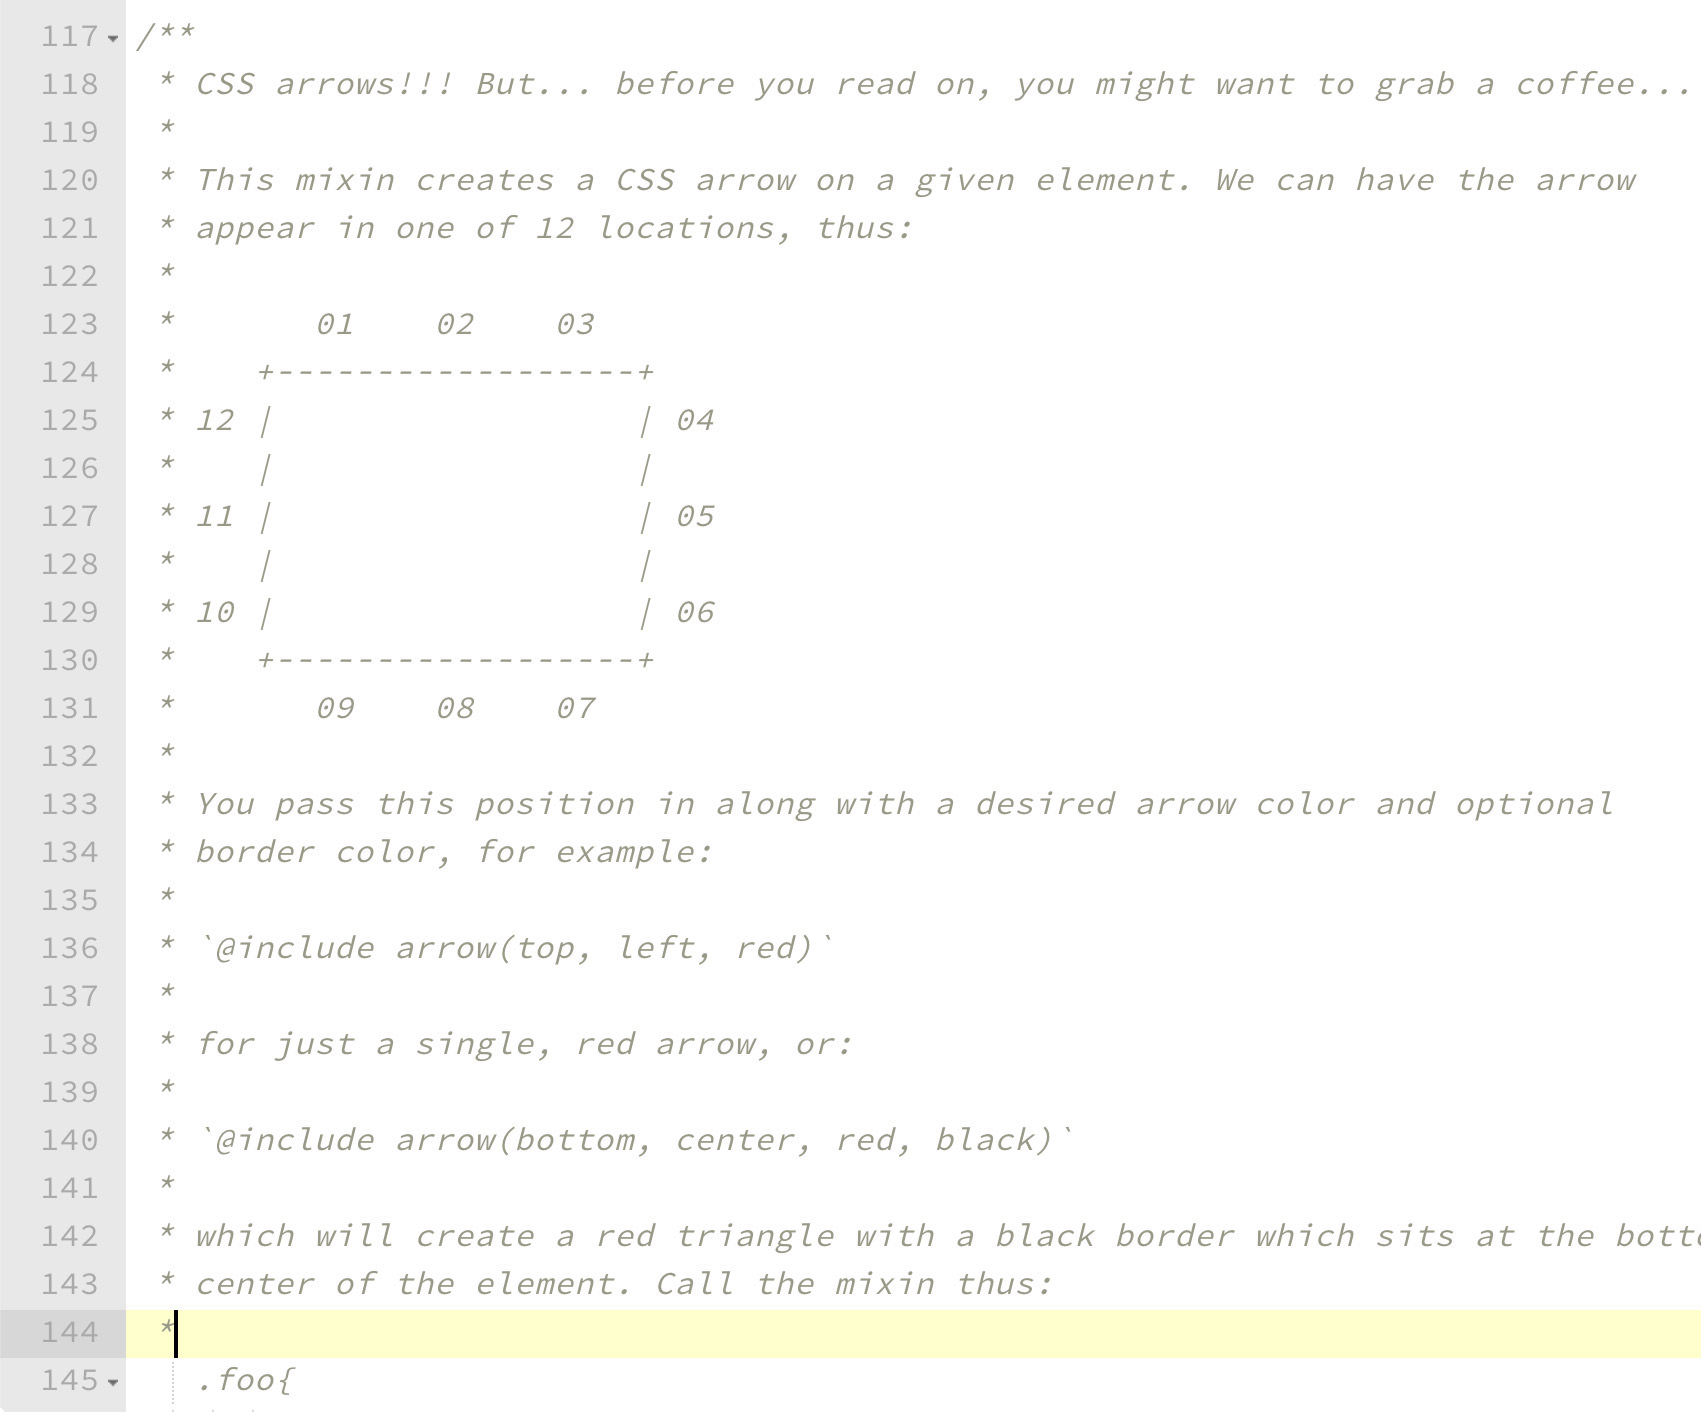 117 /**
118  * CSS arrows!!! But... before you read on, you might want to grab a coffee...
119  *
120  * This mixin creates a CSS arrow on a given element. We can have the arrow
121  * appear in one of 12 locations, thus:
122  *
123  *       01    02    03
124  *    +------------------+
125  * 12 |                  | 04
126  *    |                  |
127  * 11 |                  | 05
128  *    |                  |
129  * 10 |                  | 06
130  *    +------------------+
131  *       09    08    07
132  *
133  * You pass this position in along with a desired arrow color and optional
134  * border color, for example:
135  *
136  * `@include arrow(top, left, red)`
137  *
138  * for just a single, red arrow, or:
139  *
140  * `@include arrow(bottom, center, red, black)`
141  *
142  * which will create a red triangle with a black border which sits at the
143  * center of the element. Call the mixin thus:
144  *
145    .foo{